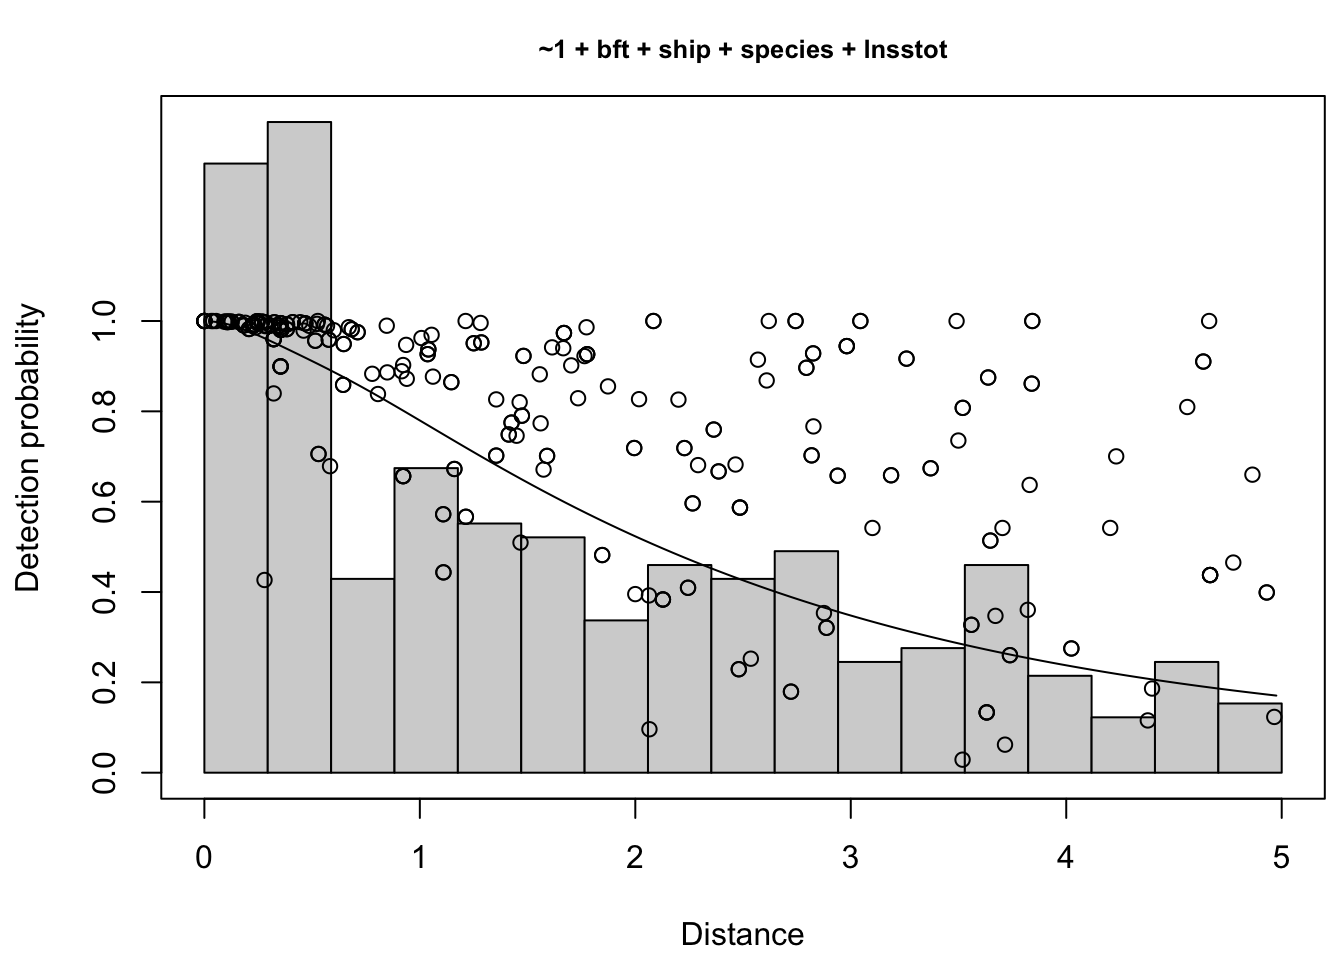 ~1 + bft + ship + species + lnsstot
Detection probability
1.0
0.8
0.6
0.4
0.2
0.0
0 1 2 3 4 5
Distance